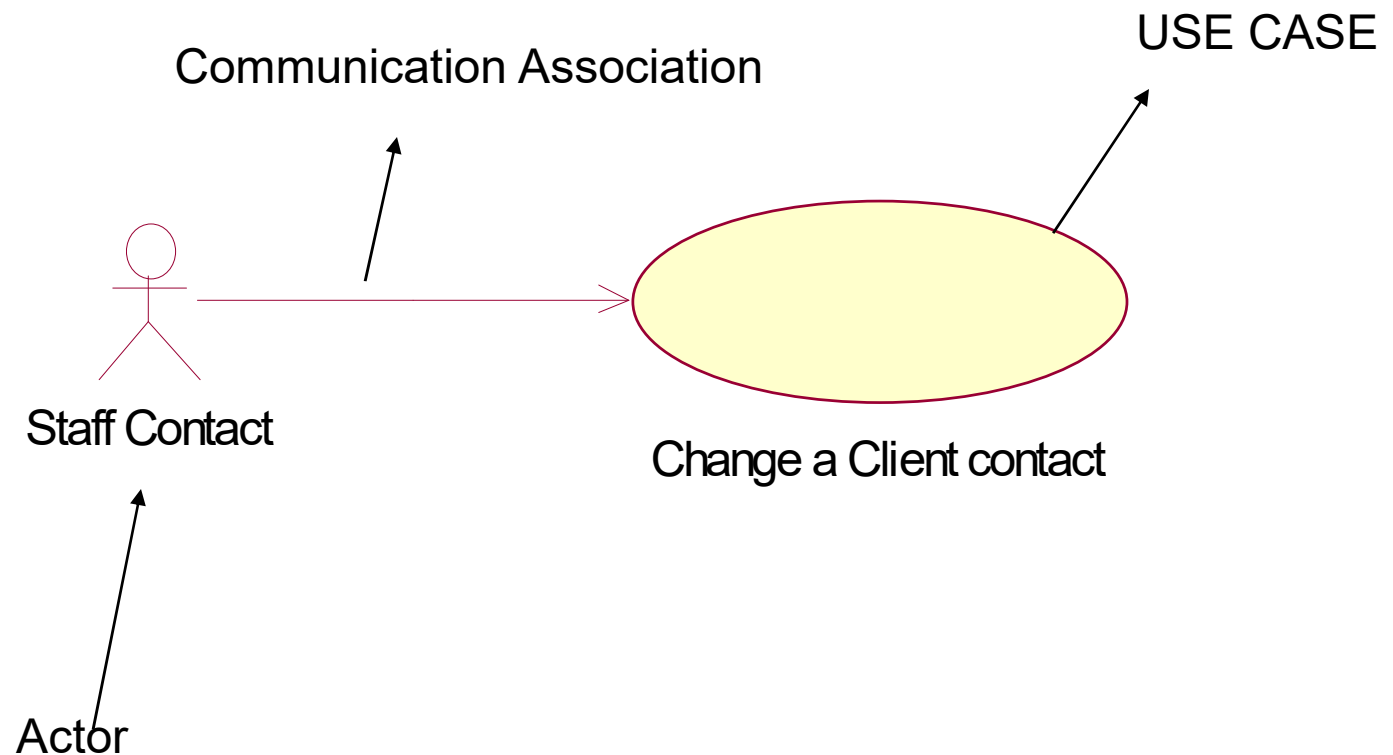 USE CASE
Communication Association
Staff Contact
Change a Client contact
Actor